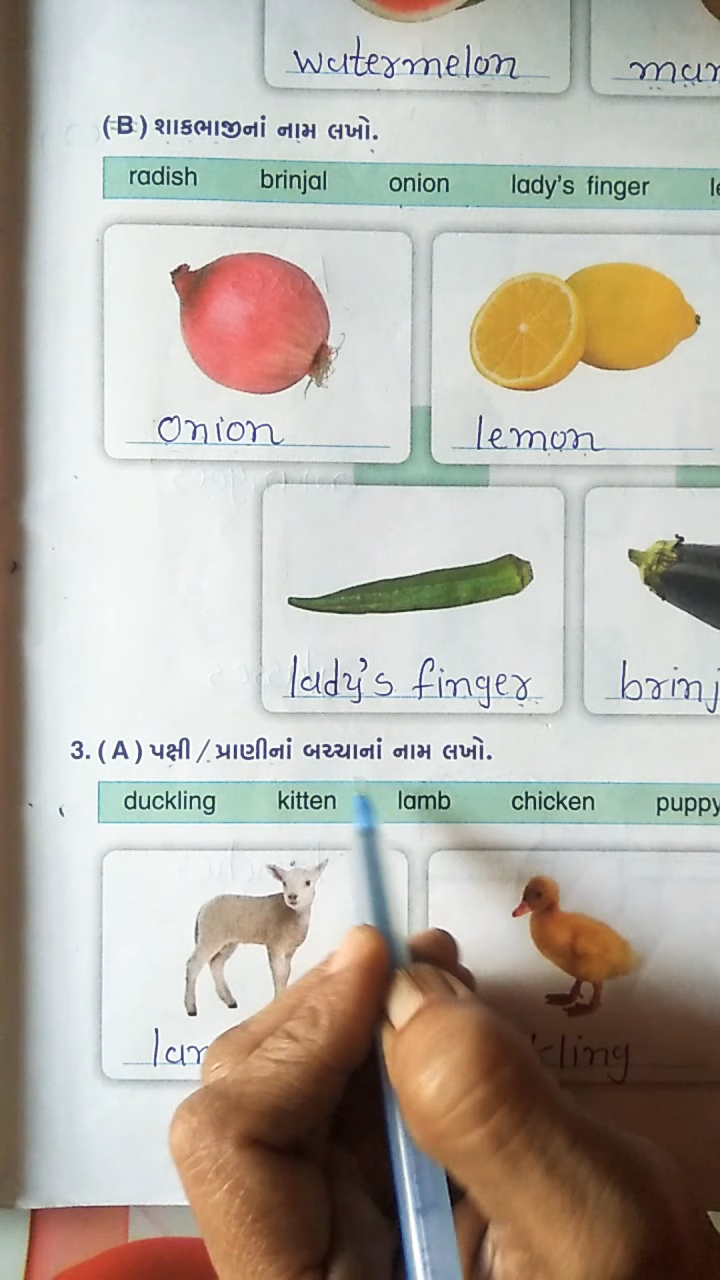 watermelon
(B) શાકભાજીનાં નામ લખો.
radish brinjal onion lady's finger
onion lemon
lady's finger
3. (A) પક્ષી / પ્રાણીનાં બચ્ચાનાં નામ લખો.
duckling kitten lamb chicken puppy